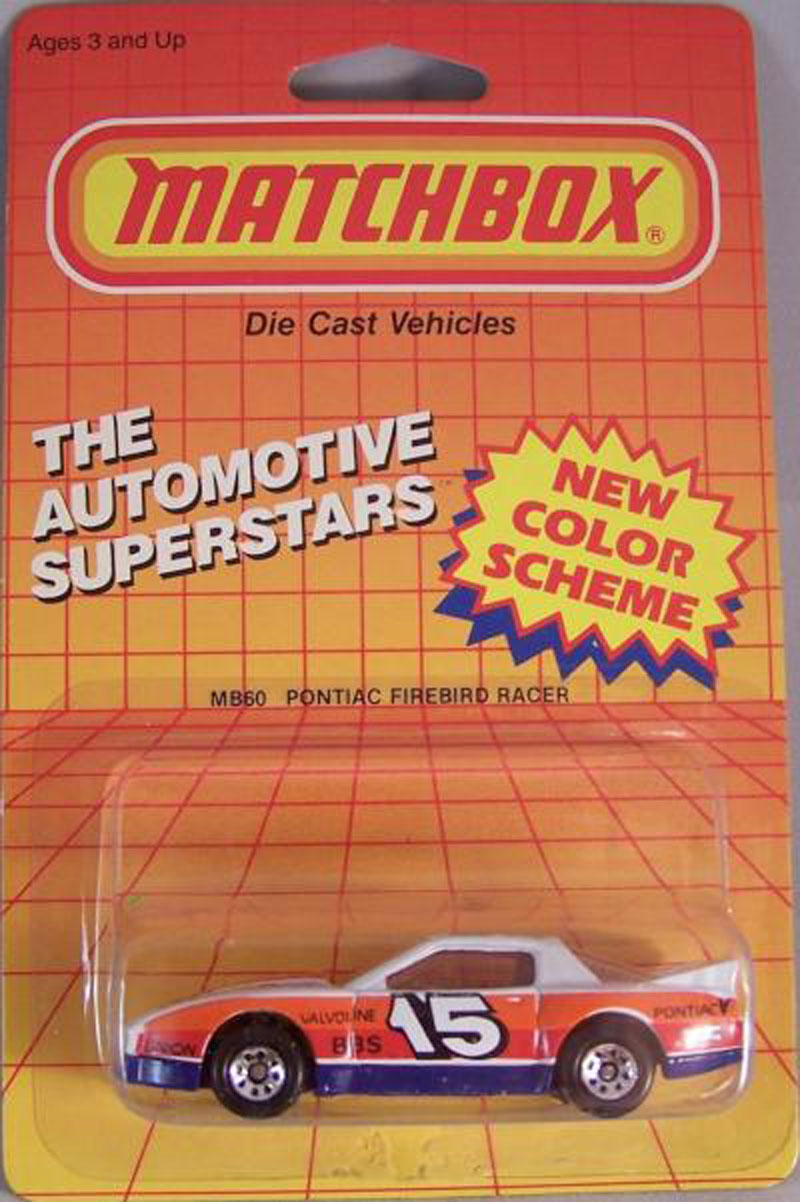 Ages 3 and Up
MATCHBOX®
Die Cast Vehicles
THE
AUTOMOTIVE
SUPERSTARS™
NEW
COLOR
SCHEME
MB60 PONTIAC FIREBIRD RACER
VALVOLINE
15
PONTIAC
BBS